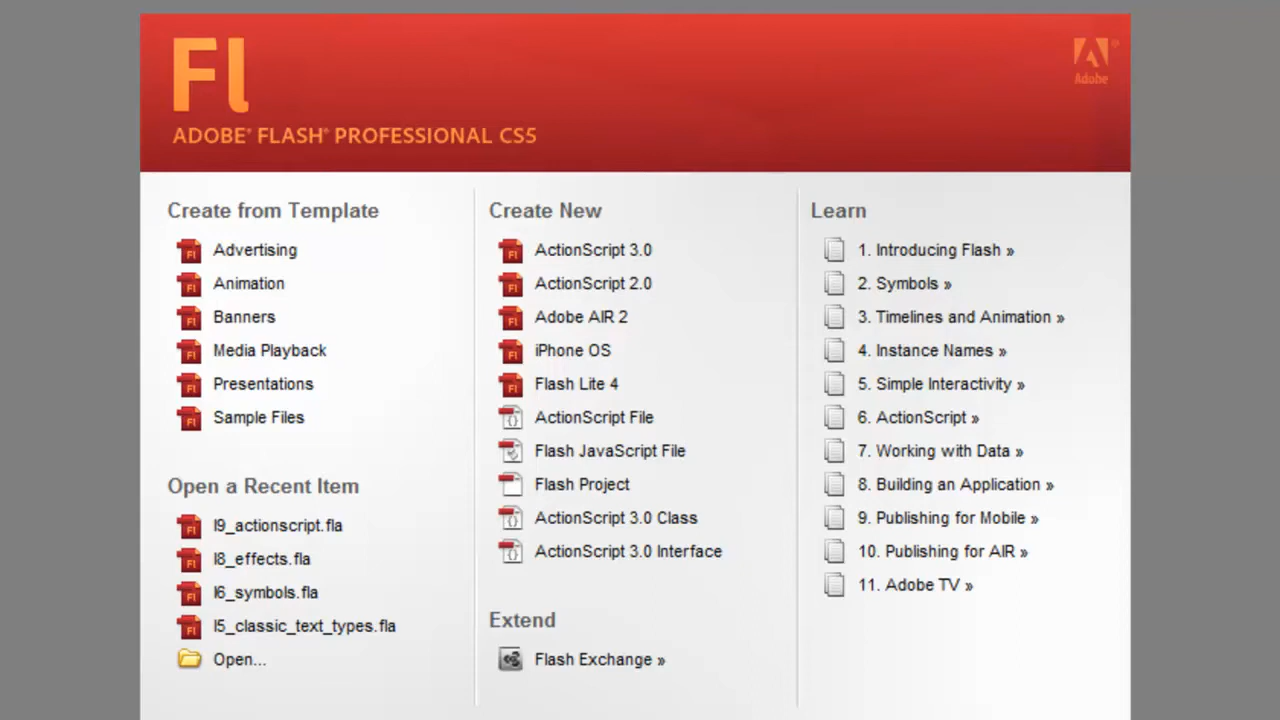 Fl
Adobe
ADOBE® FLASH® PROFESSIONAL CS5
Create from Template
Advertising
Animation
Banners
Media Playback
Presentations
Sample Files
Open a Recent Item
l9_actionscript.fla
l8_effects.fla
l6_symbols.fla
l5_classic_text_types.fla
Open...
Create New
ActionScript 3.0
ActionScript 2.0
Adobe AIR 2
iPhone OS
Flash Lite 4
ActionScript File
Flash JavaScript File
Flash Project
ActionScript 3.0 Class
ActionScript 3.0 Interface
Extend
Flash Exchange »
Learn
1. Introducing Flash »
2. Symbols »
3. Timelines and Animation »
4. Instance Names »
5. Simple Interactivity »
6. ActionScript »
7. Working with Data »
8. Building an Application »
9. Publishing for Mobile »
10. Publishing for AIR »
11. Adobe TV »